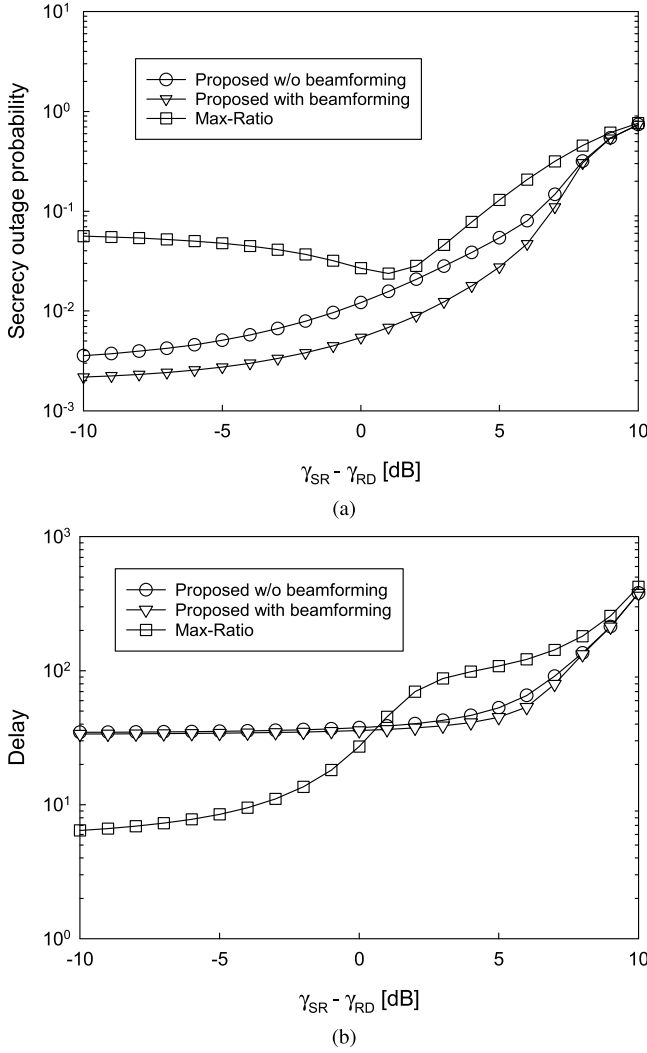 10¹
10⁰
10⁻¹
10⁻²
10⁻³
Secrecy outage probability
Proposed w/o beamforming
Proposed with beamforming
Max-Ratio
-10 -5 0 5 10
γSR - γRD [dB]
(a)
10³
10²
10¹
10⁰
Delay
Proposed w/o beamforming
Proposed with beamforming
Max-Ratio
-10 -5 0 5 10
γSR - γRD [dB]
(b)